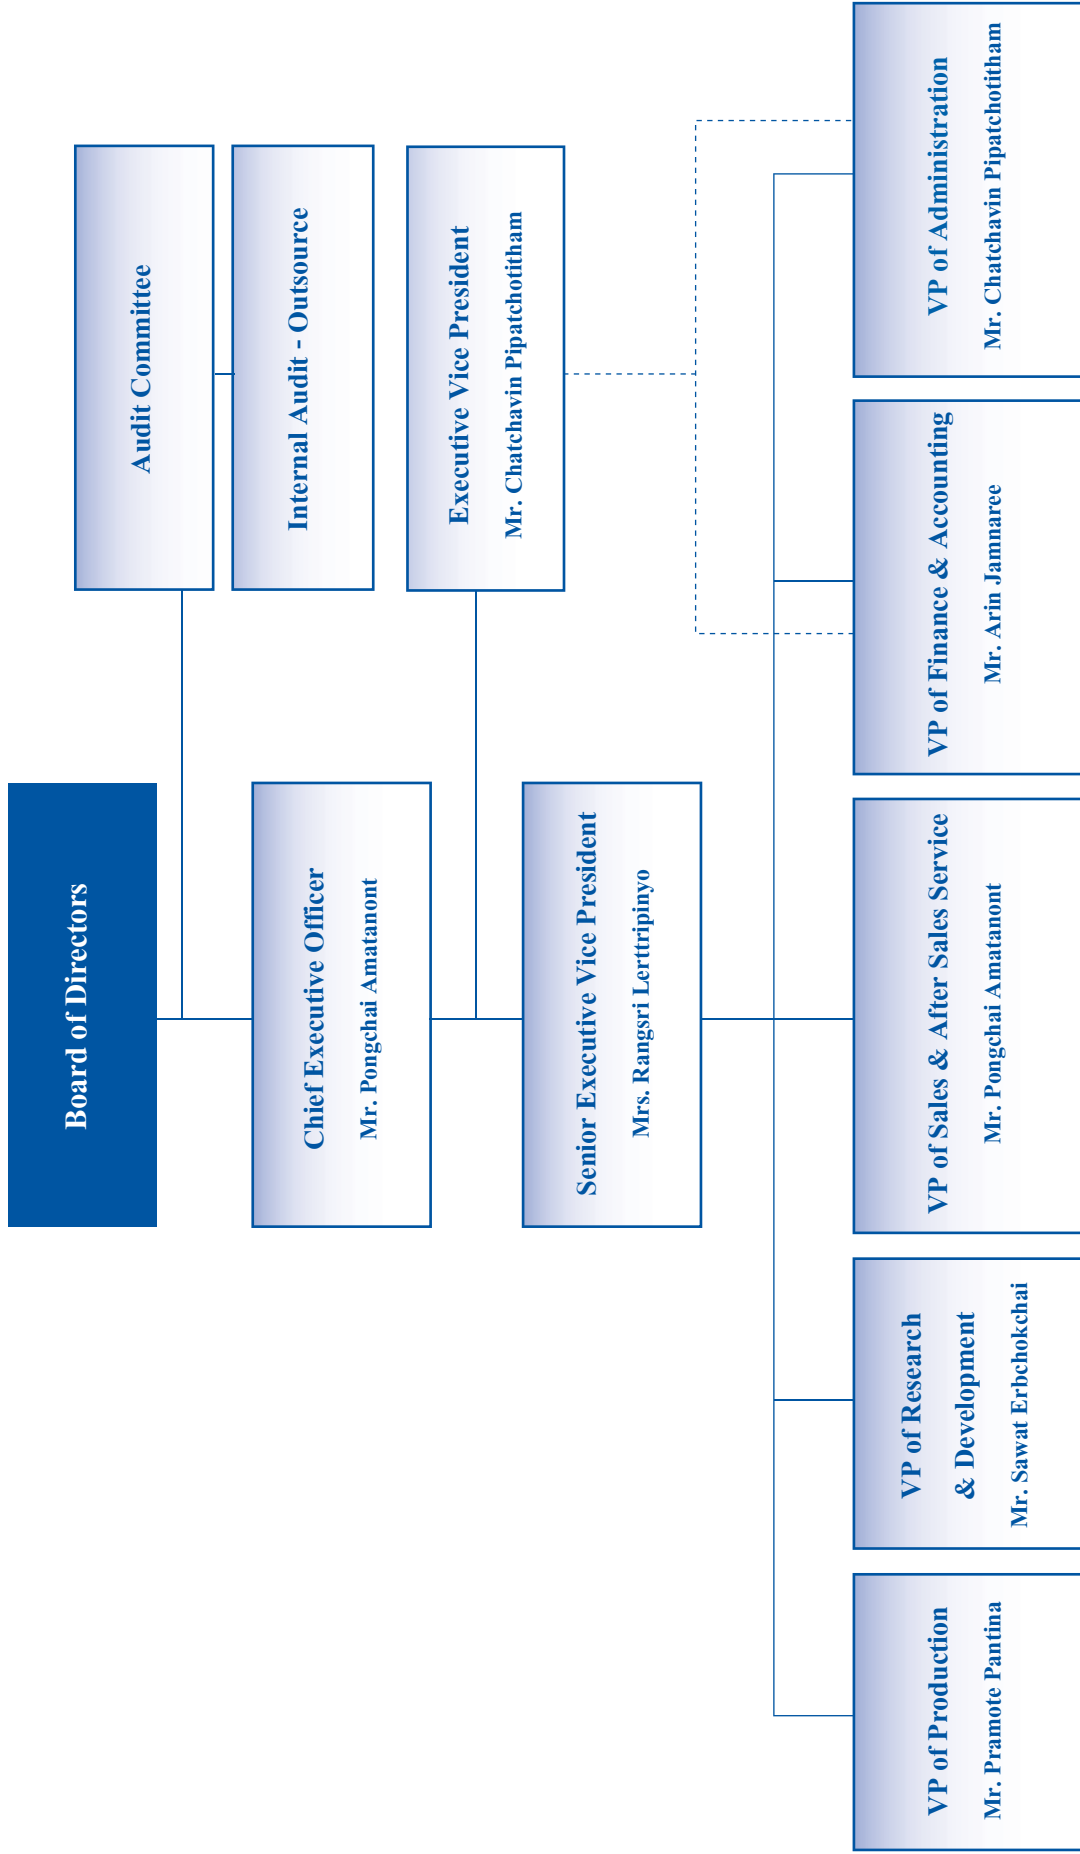 Board of Directors
Audit Committee
Internal Audit - Outsource
Chief Executive Officer
Mr. Pongchai Amatanont
Executive Vice President
Mr. Chatchavin Pipatchotitham
Senior Executive Vice President
Mrs. Rangsri Lerttripinyo
VP of Production
Mr. Pramote Pantina
VP of Research
& Development
Mr. Sawat Erbchokchai
VP of Sales & After Sales Service
Mr. Pongchai Amatanont
VP of Finance & Accounting
Mr. Arin Jamnaree
VP of Administration
Mr. Chatchavin Pipatchotitham